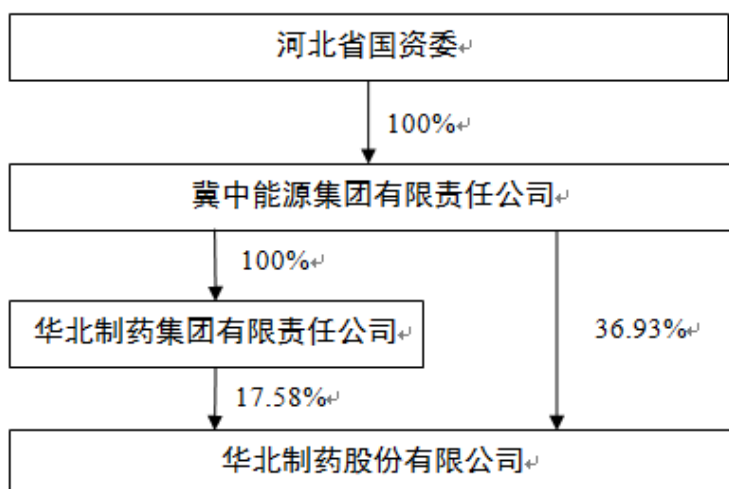 河北省国资委
100%
冀中能源集团有限责任公司
100%
华北制药集团有限责任公司
36.93%
17.58%
华北制药股份有限公司